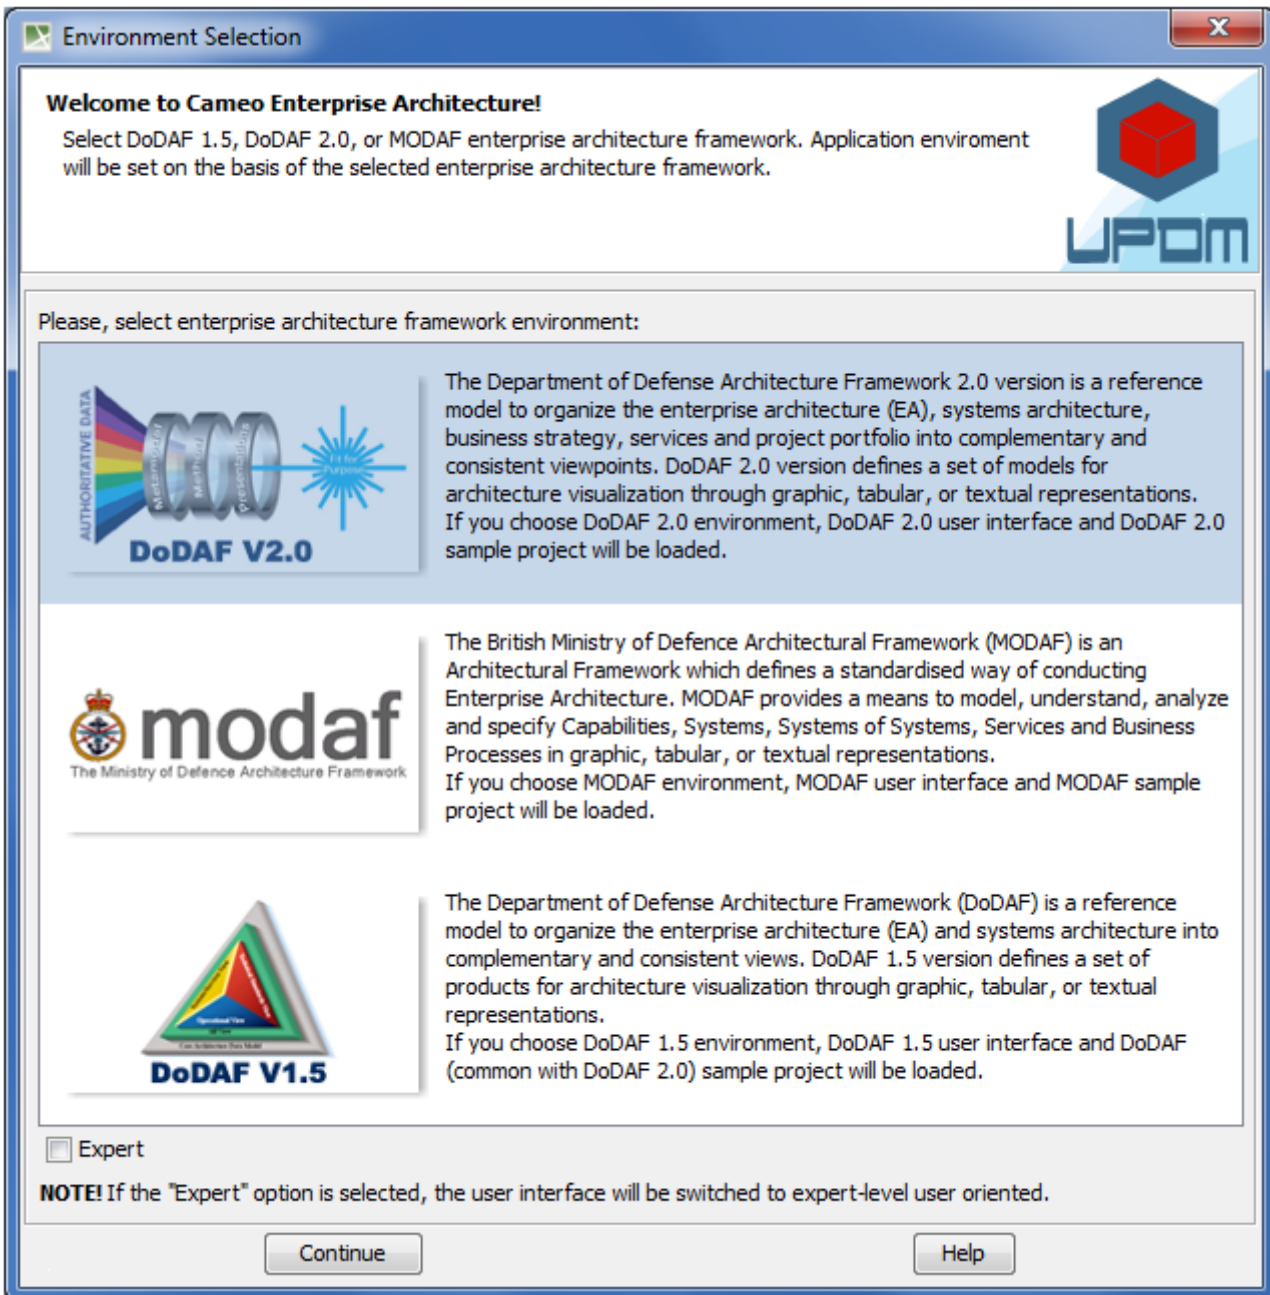 Environment Selection
Welcome to Cameo Enterprise Architecture!
Select DoDAF 1.5, DoDAF 2.0, or MODAF enterprise architecture framework. Application enviroment
will be set on the basis of the selected enterprise architecture framework.
UPDM
Please, select enterprise architecture framework environment:
AUTHORITATIVE DATA
Metamodel
Method
Presentations
Fit for
Purpose
DoDAF V2.0
The Department of Defense Architecture Framework 2.0 version is a reference
model to organize the enterprise architecture (EA), systems architecture,
business strategy, services and project portfolio into complementary and
consistent viewpoints. DoDAF 2.0 version defines a set of models for
architecture visualization through graphic, tabular, or textual representations.
If you choose DoDAF 2.0 environment, DoDAF 2.0 user interface and DoDAF 2.0
sample project will be loaded.
modaf
The Ministry of Defence Architecture Framework
The British Ministry of Defence Architectural Framework (MODAF) is an
Architectural Framework which defines a standardised way of conducting
Enterprise Architecture. MODAF provides a means to model, understand, analyze
and specify Capabilities, Systems, Systems of Systems, Services and Business
Processes in graphic, tabular, or textual representations.
If you choose MODAF environment, MODAF user interface and MODAF sample
project will be loaded.
Operational View
All View
Core Architecture Data Model
DoDAF V1.5
The Department of Defense Architecture Framework (DoDAF) is a reference
model to organize the enterprise architecture (EA) and systems architecture into
complementary and consistent views. DoDAF 1.5 version defines a set of
products for architecture visualization through graphic, tabular, or textual
representations.
If you choose DoDAF 1.5 environment, DoDAF 1.5 user interface and DoDAF
(common with DoDAF 2.0) sample project will be loaded.
Expert
NOTE! If the "Expert" option is selected, the user interface will be switched to expert-level user oriented.
Continue
Help